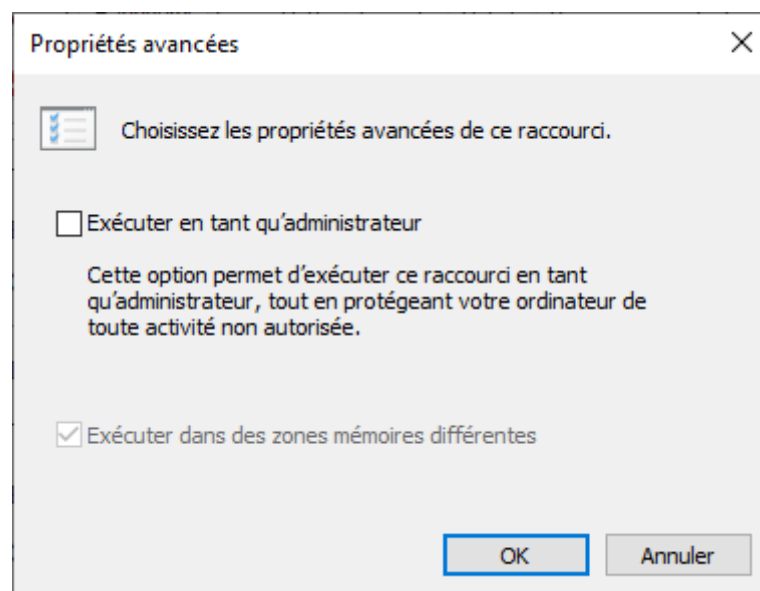 Propriétés avancées
Choisissez les propriétés avancées de ce raccourci.
Exécuter en tant qu'administrateur
Cette option permet d'exécuter ce raccourci en tant
qu'administrateur, tout en protégeant votre ordinateur de
toute activité non autorisée.
Exécuter dans des zones mémoires différentes
OK
Annuler